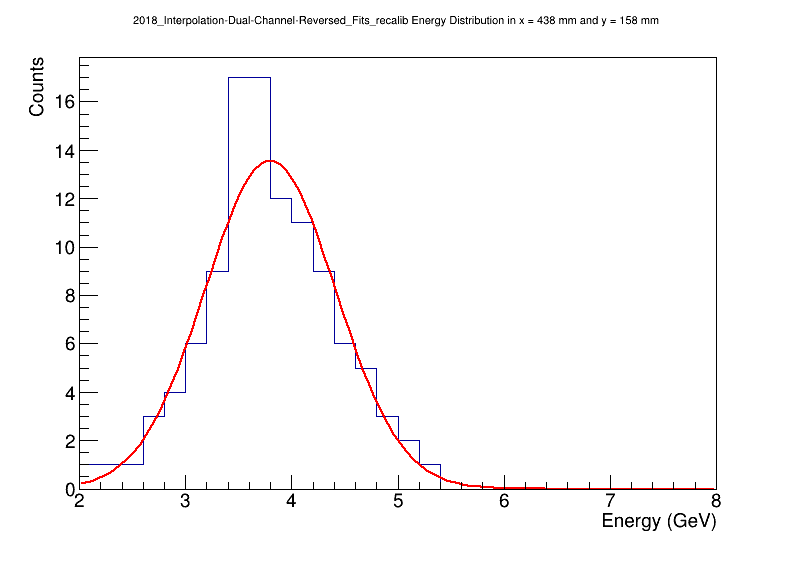 2018_Interpolation-Dual-Channel-Reversed_Fits_recalib Energy Distribution in x = 438 mm and y = 158 mm
Counts
16
14
12
10
8
6
4
2
0
2 3 4 5 6 7 8
Energy (GeV)